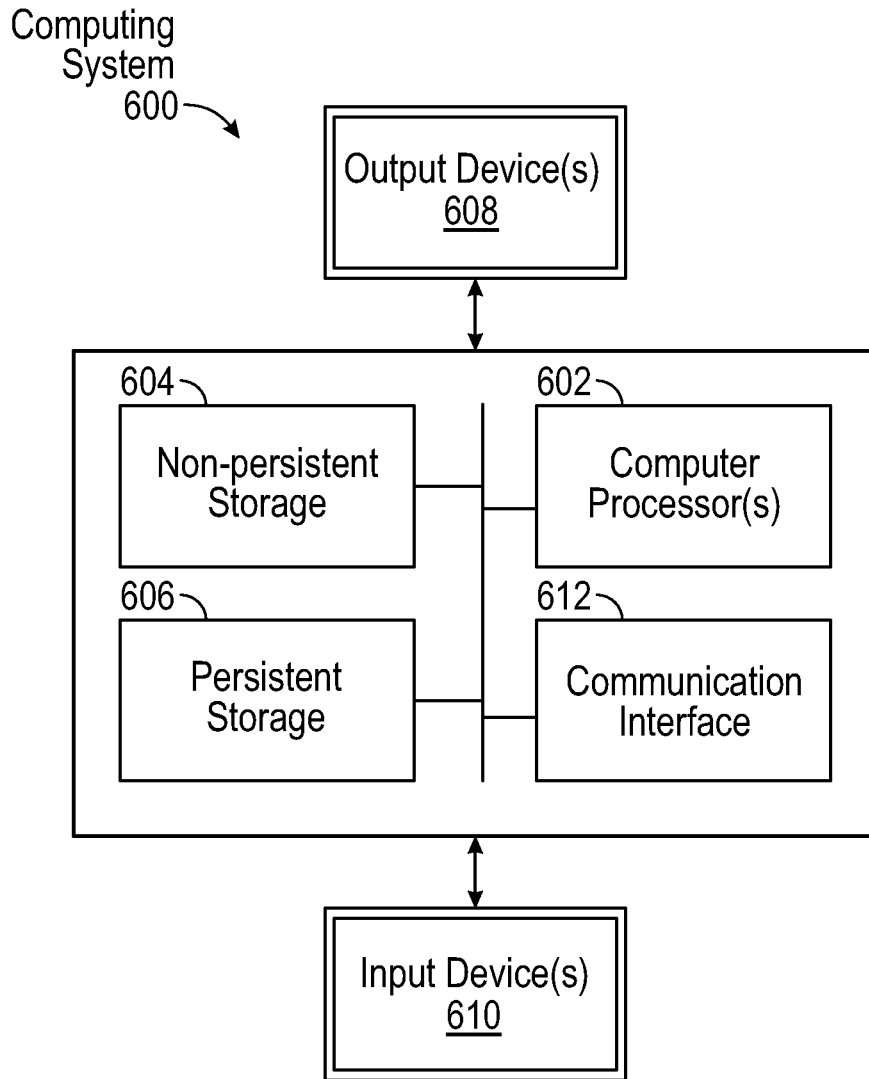 Computing
System
600
Output Device(s)
608
604
Non-persistent
Storage
602
Computer
Processor(s)
606
Persistent
Storage
612
Communication
Interface
Input Device(s)
610